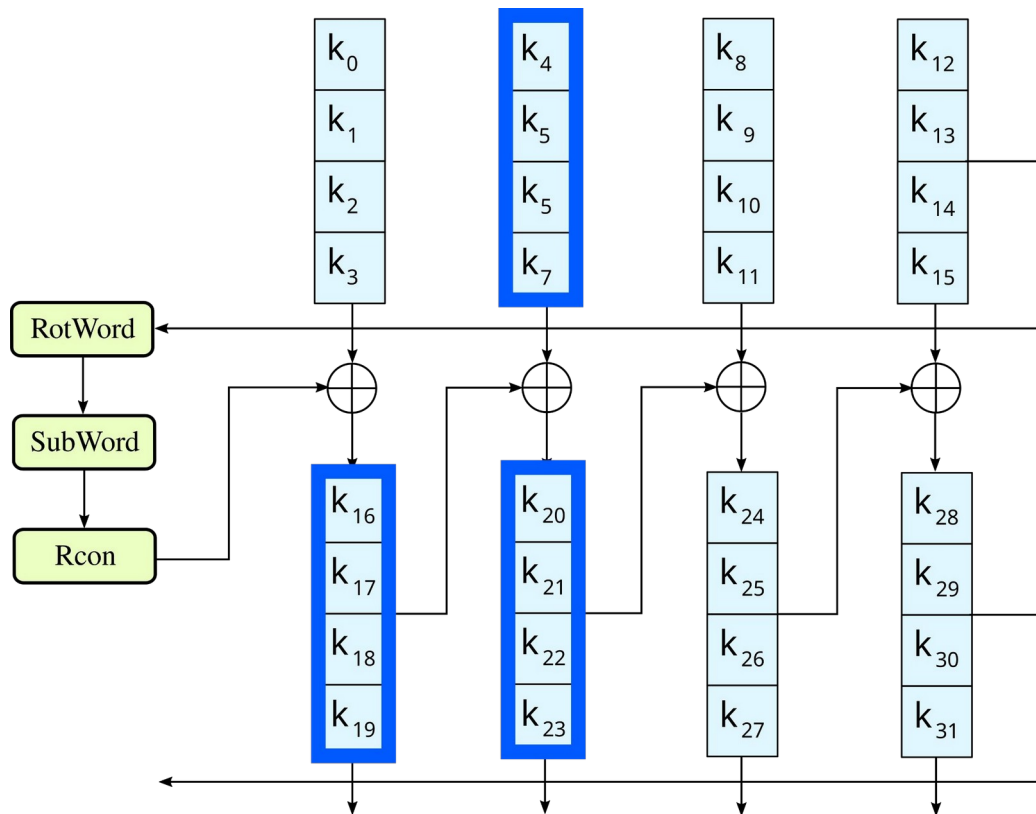 k0 k4 k8 k12
k1 k5 k9 k13
k2 k5 k10 k14
k3 k7 k11 k15
RotWord
SubWord
Rcon
k16 k20 k24 k28
k17 k21 k25 k29
k18 k22 k26 k30
k19 k23 k27 k31